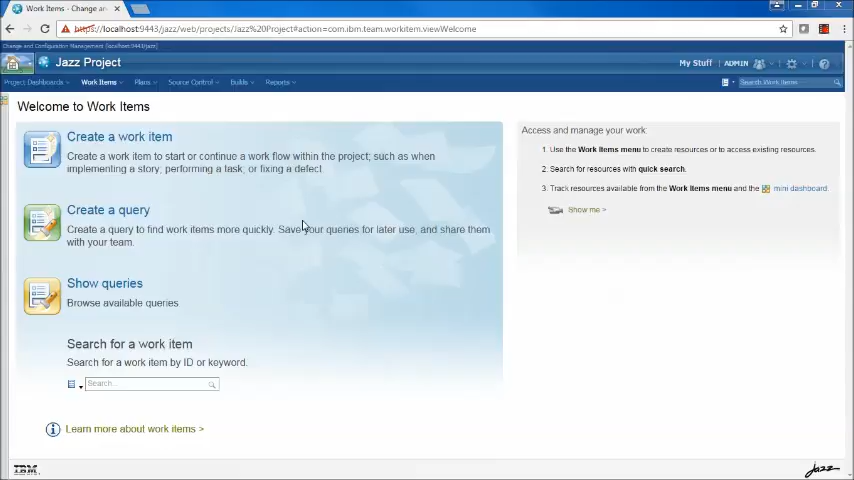 Work Items - Change an
https://localhost:9443/jazz/web/projects/Jazz%20Project#action=com.ibm.team.workitem.viewWelcome
Change and Configuration Management (localhost:9443/jazz)
Jazz Project
My Stuff
ADMIN
Project Dashboards
Work Items
Plans
Source Control
Builds
Reports
Search Work Items
Welcome to Work Items
Create a work item
Create a work item to start or continue a work flow within the project; such as when
implementing a story; performing a task; or fixing a defect.
Create a query
Create a query to find work items more quickly. Save your queries for later use; and share them
with your team.
Show queries
Browse available queries
Search for a work item
Search for a work item by ID or keyword.
Search...
Learn more about work items >
Access and manage your work
1. Use the Work Items menu to create resources or to access existing resources.
2. Search for resources with quick search.
3. Track resources available from the Work Items menu and the mini dashboard.
Show me >
IBM
Jazz